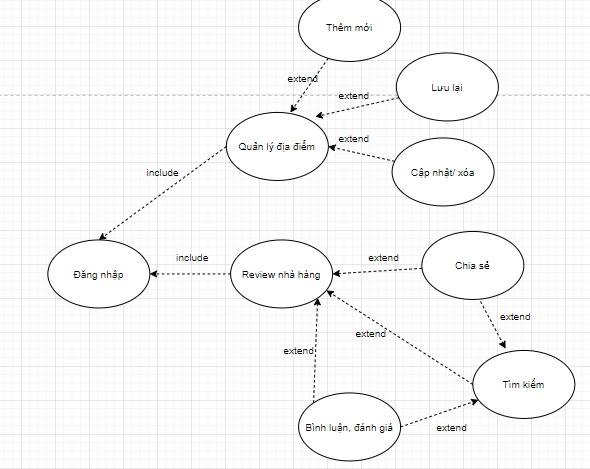 Thêm mới
extend
Lưu lại
extend
extend
Quản lý địa điểm
Cập nhật/ xóa
include
include
extend
Chia sẻ
Đăng nhập
Review nhà hàng
extend
extend
extend
Tìm kiếm
Bình luận, đánh giá
extend